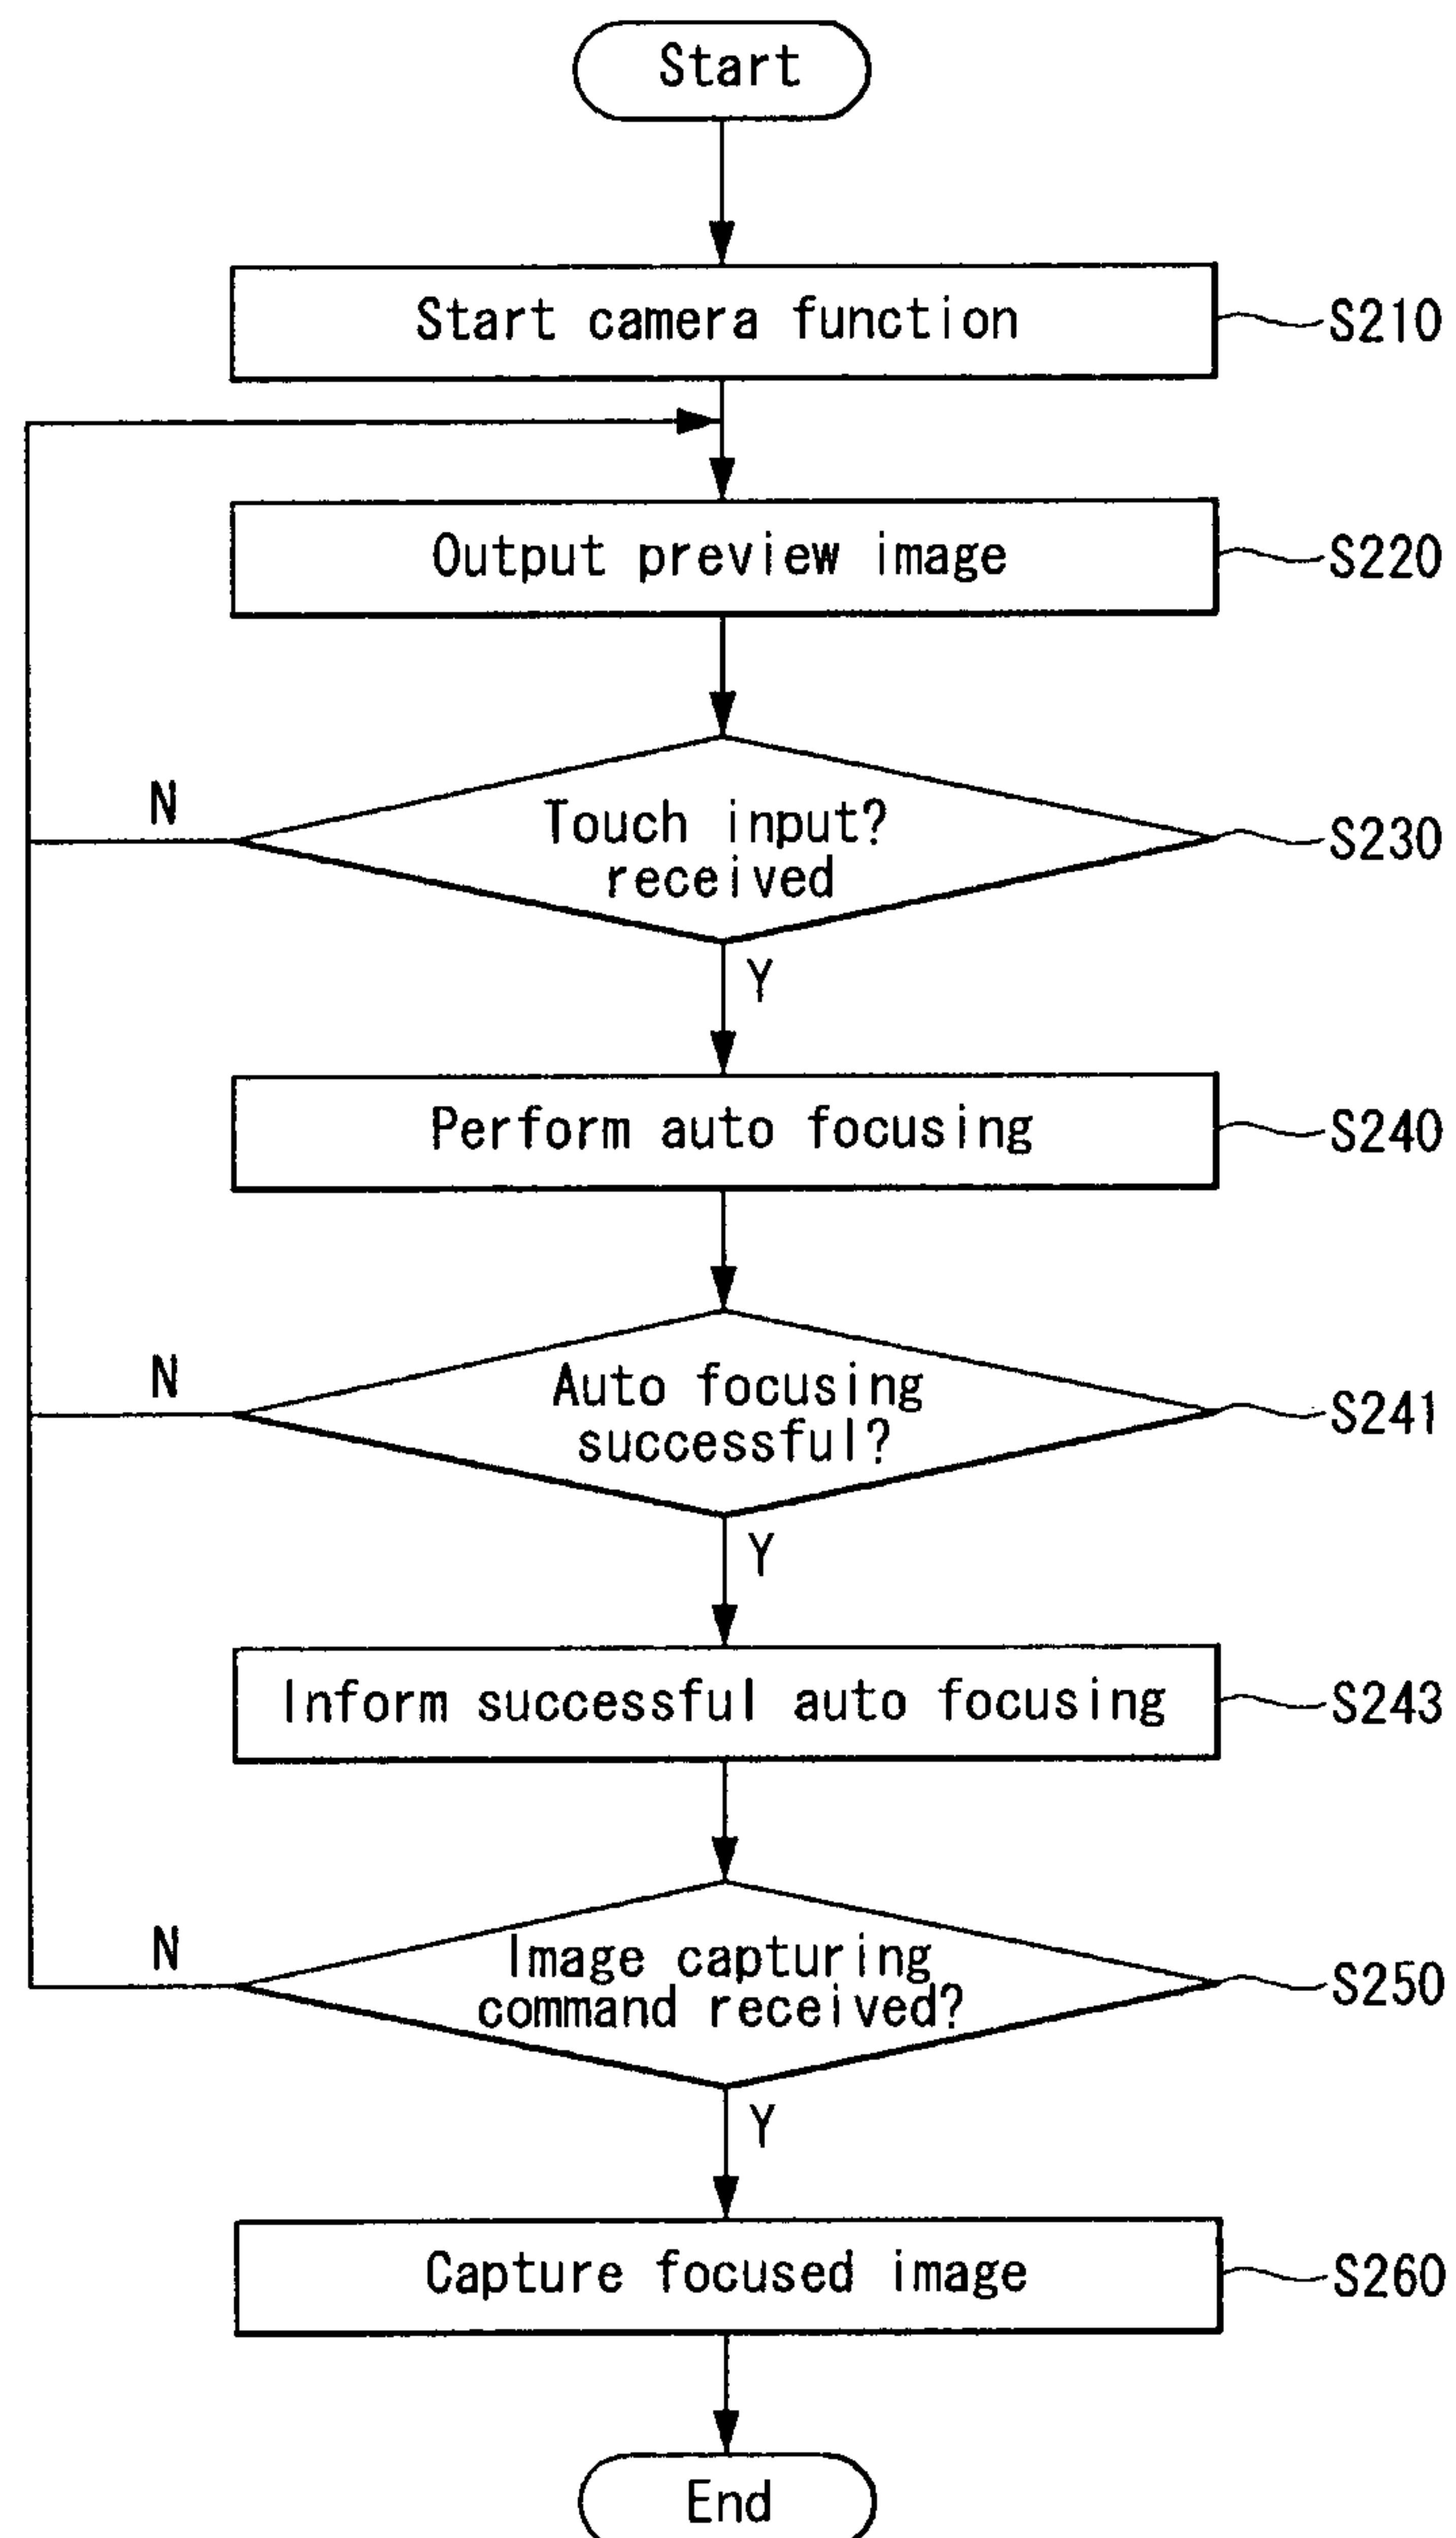 Start
Start camera function
S210
Output preview image
S220
N
Touch input?
received
S230
Y
Perform auto focusing
S240
N
Auto focusing
successful?
S241
Y
Inform successful auto focusing
S243
N
Image capturing
command received?
S250
Y
Capture focused image
S260
End